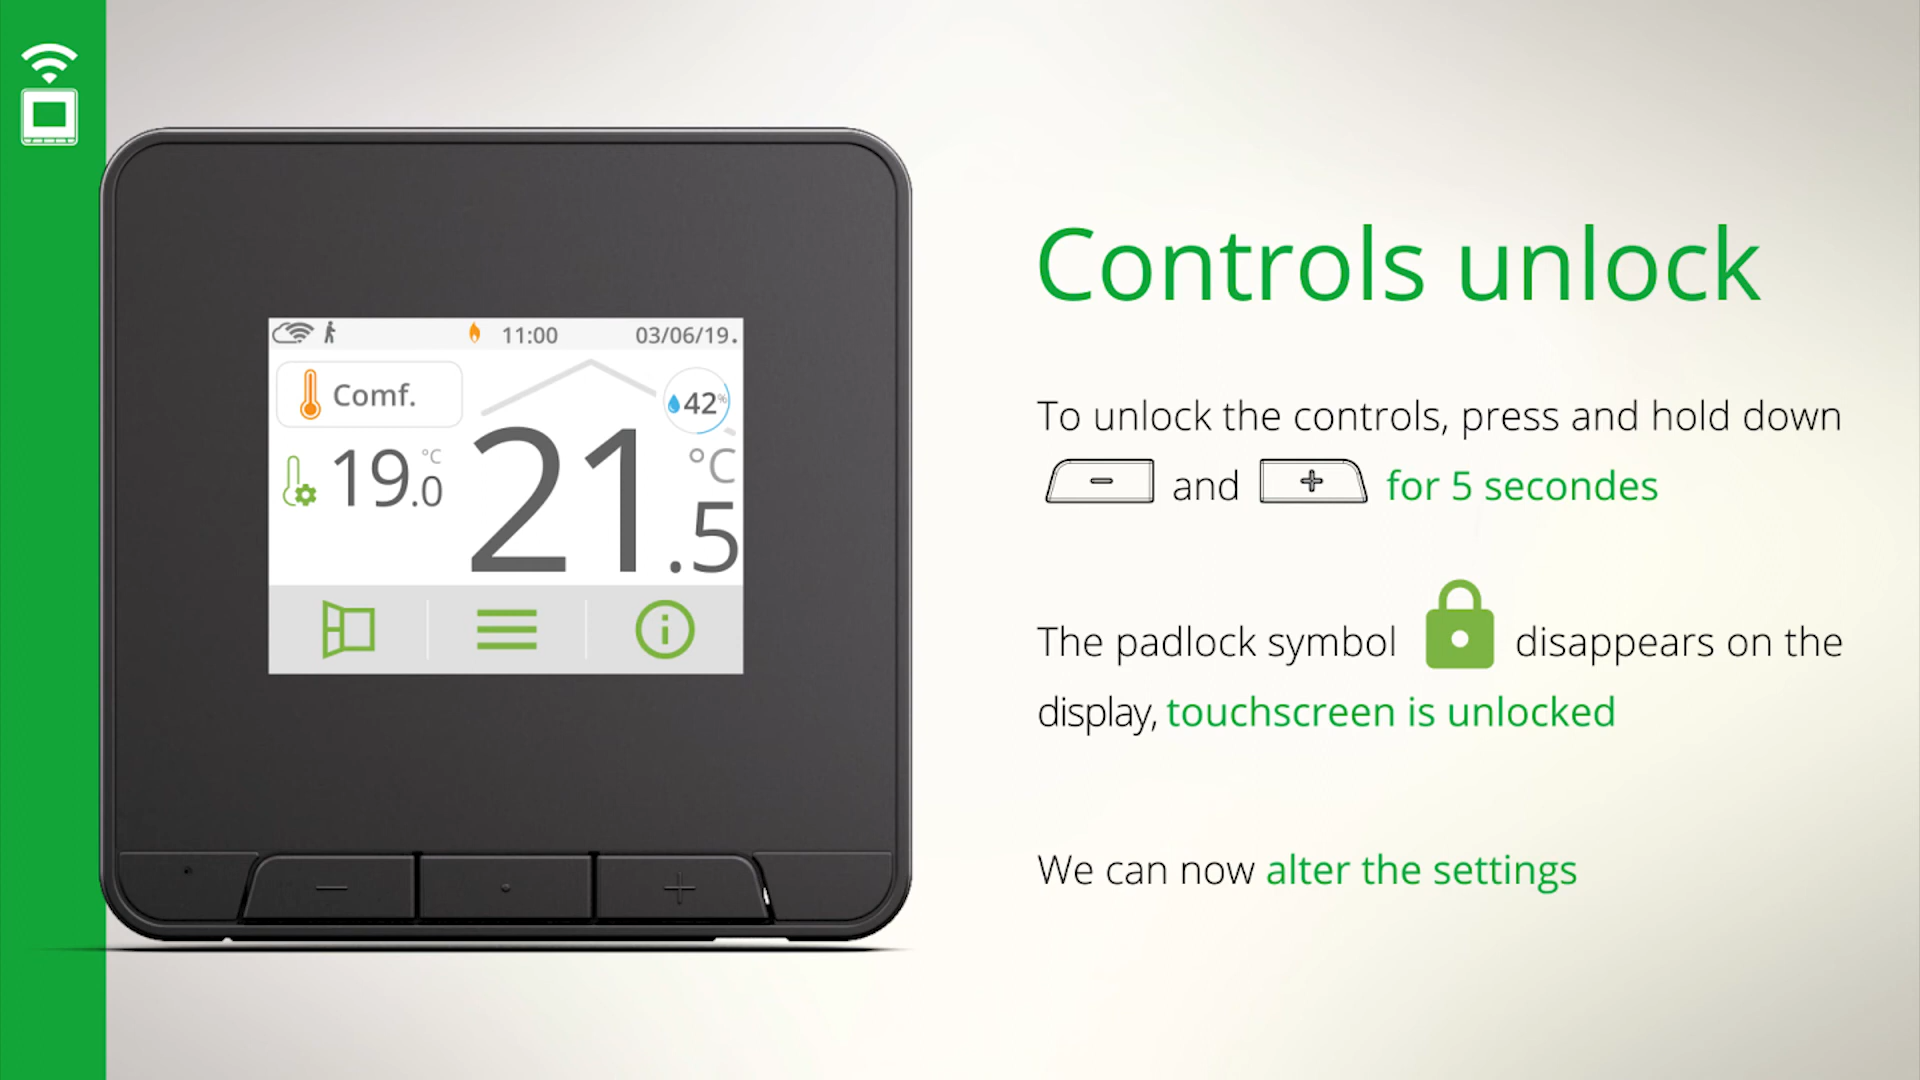 11:00 03/06/19.
Comf.
42%
19.0 °C
21.5 °C
Controls unlock
To unlock the controls, press and hold down
- and + for 5 secondes
The padlock symbol disappears on the
display, touchscreen is unlocked
We can now alter the settings